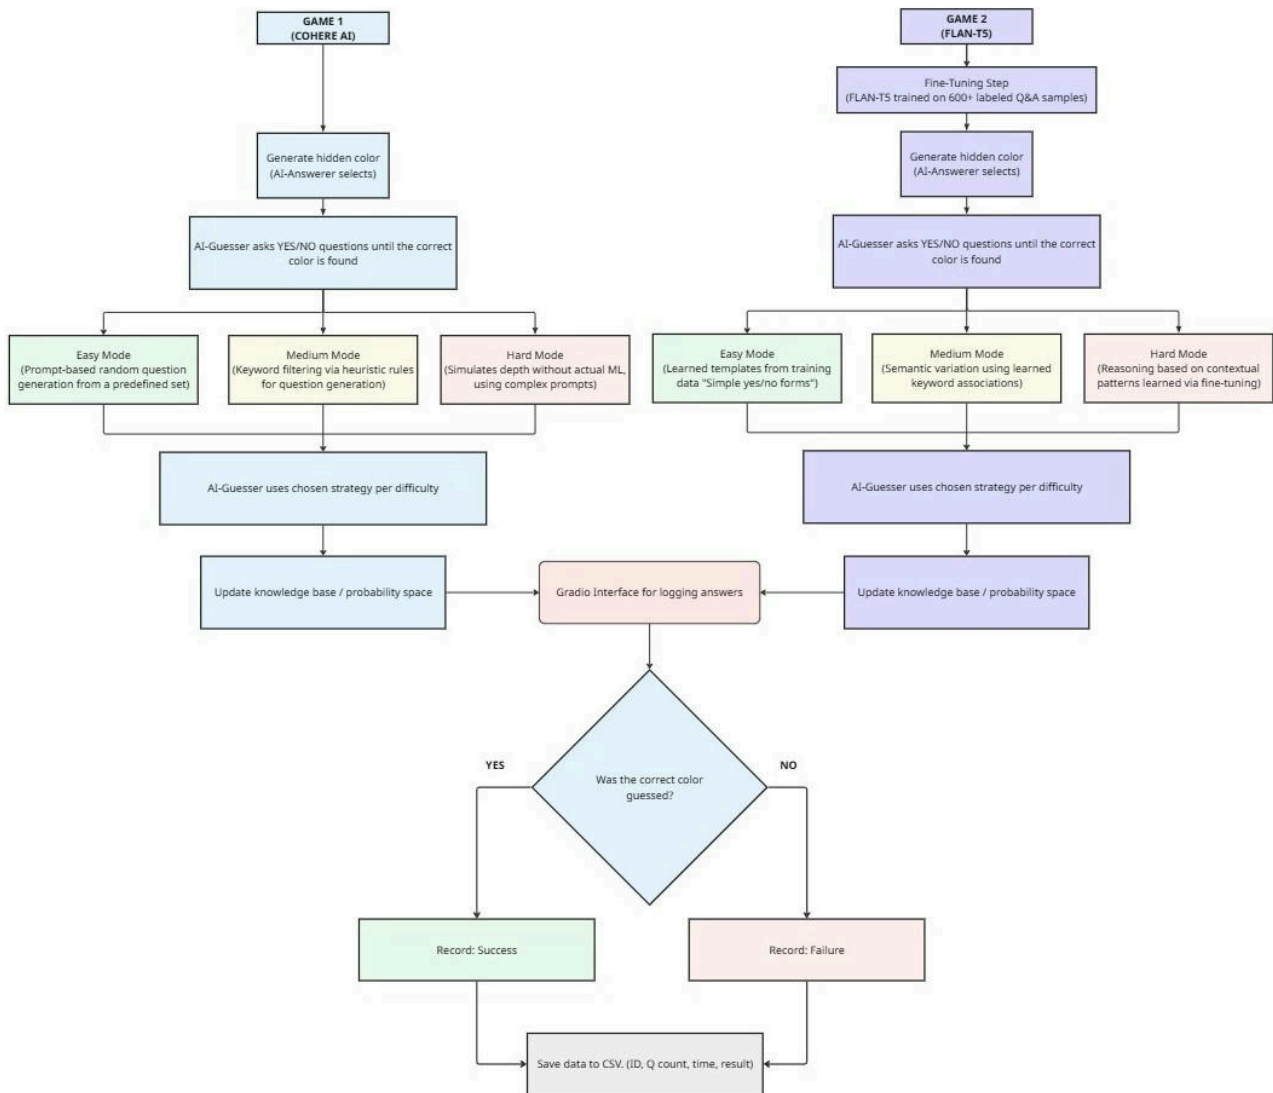 GAME 1
(COHERE AI)
GAME 2
(FLAN-T5)
Fine-Tuning Step
(FLAN-T5 trained on 600+ labeled Q&A samples)
Generate hidden color
(AI-Answerer selects)
Generate hidden color
(AI-Answerer selects)
AI-Guesser asks YES/NO questions until the correct
color is found
AI-Guesser asks YES/NO questions until the correct
color is found
Easy Mode
(Prompt-based random question
generation from a predefined set)
Medium Mode
(Keyword filtering via heuristic rules
for question generation)
Hard Mode
(Simulates depth without actual ML,
using complex prompts)
Easy Mode
(Learned templates from training
data "Simple yes/no forms")
Medium Mode
(Semantic variation using learned
keyword associations)
Hard Mode
(Reasoning based on contextual
patterns learned via fine-tuning)
AI-Guesser uses chosen strategy per difficulty
AI-Guesser uses chosen strategy per difficulty
Update knowledge base / probability space
Gradio Interface for logging answers
Update knowledge base / probability space
YES
NO
Was the correct color
guessed?
Record: Success
Record: Failure
Save data to CSV. (ID, Q count, time, result)